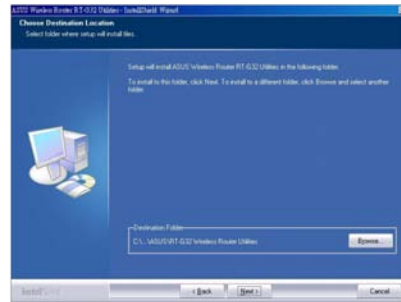 ASUS Wireless Router RT-G32 Utilities - InstallShield Wizard
Choose Destination Location
Select folder where setup will install files.
Setup will install ASUS Wireless Router RT-G32 Utilities in the following folder.
To install to this folder, click Next. To install to a different folder, click Browse and select another
folder.
Destination Folder
C:\...\ASUS\RT-G32 Wireless Router Utilities
Browse...
InstallShield
< Back
Next >
Cancel